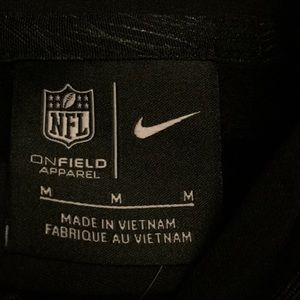 NFL
ONFIELD
APPAREL
M M M
MADE IN VIETNAM
FABRIQUE AU VIETNAM